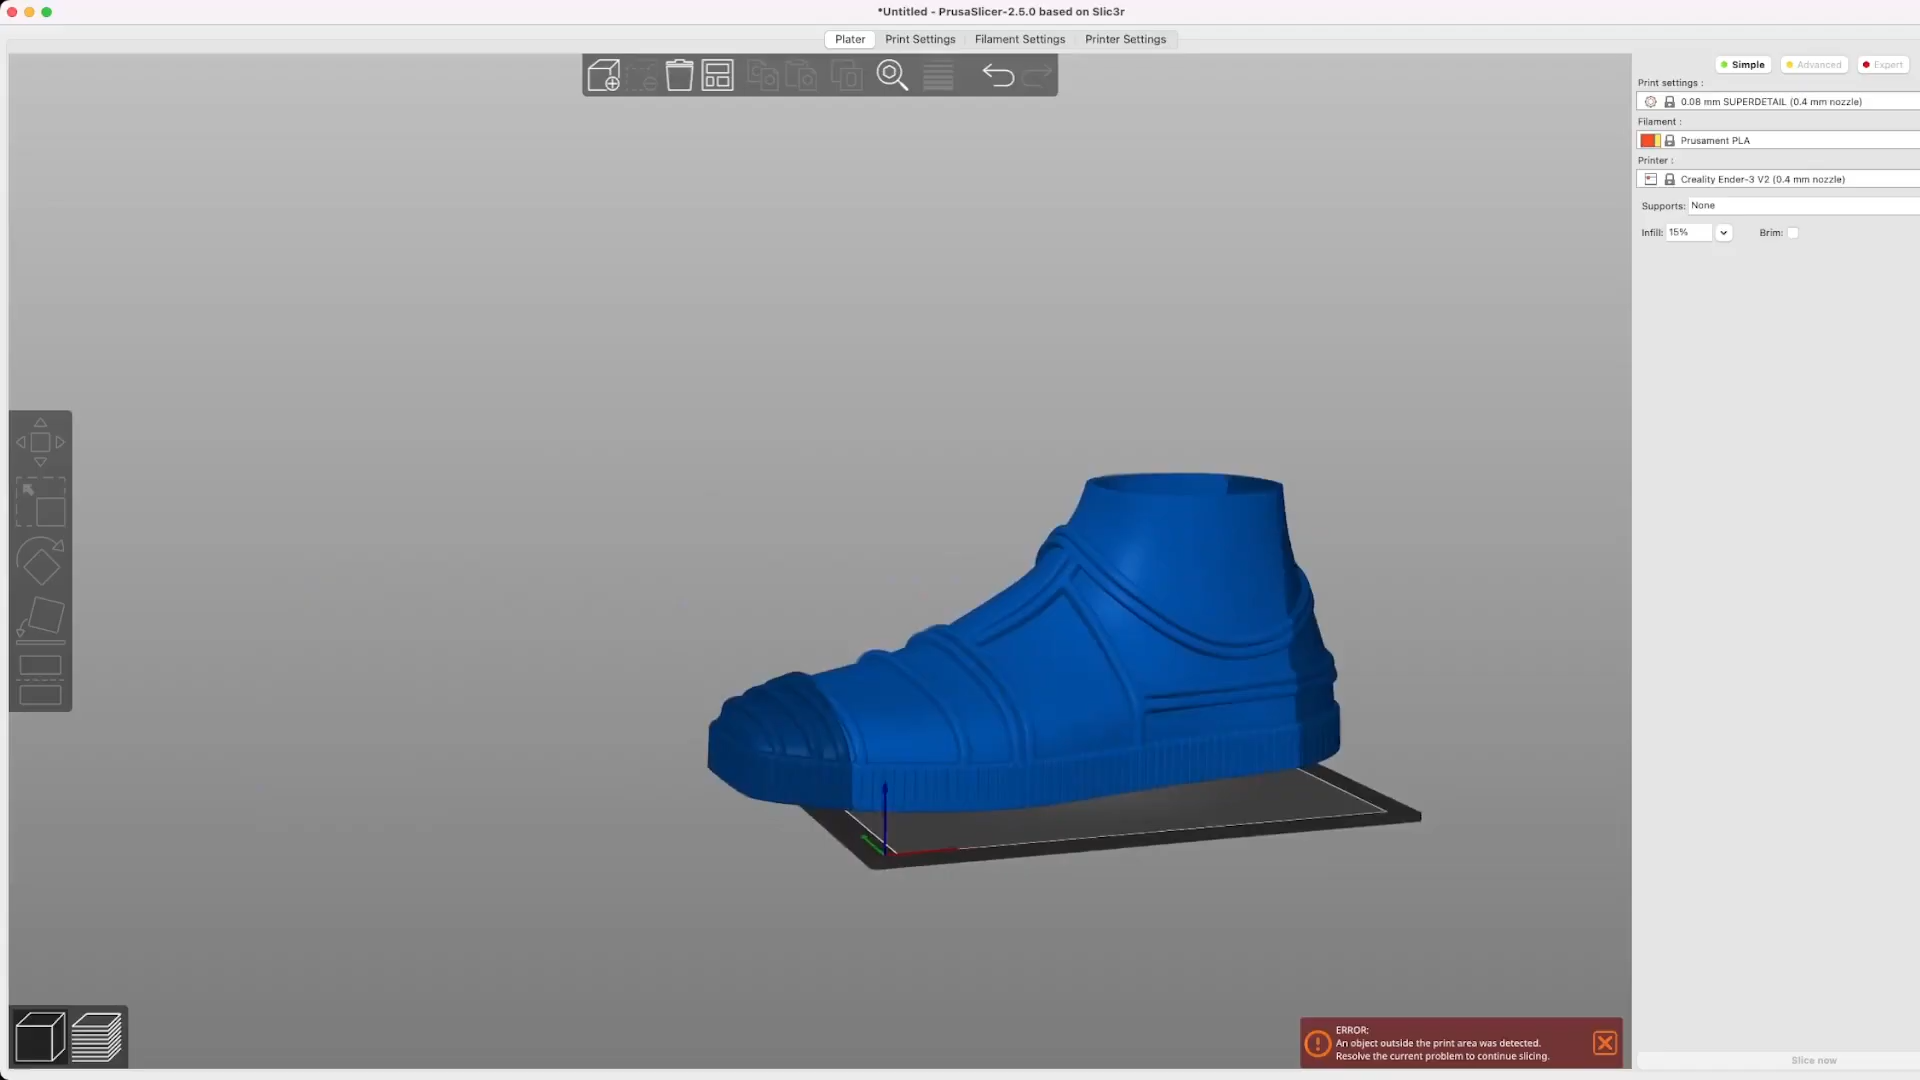 *Untitled - PrusaSlicer-2.5.0 based on Slic3r
Plater Print Settings Filament Settings Printer Settings
Simple Advanced Expert
Print settings :
0.08 mm SUPERDETAIL (0.4 mm nozzle)
Filament :
Prusament PLA
Printer :
Creality Ender-3 V2 (0.4 mm nozzle)
Supports: None
Infill: 15% Brim:
ERROR:
An object outside the print area was detected.
Resolve the current problem to continue slicing.
Slice now